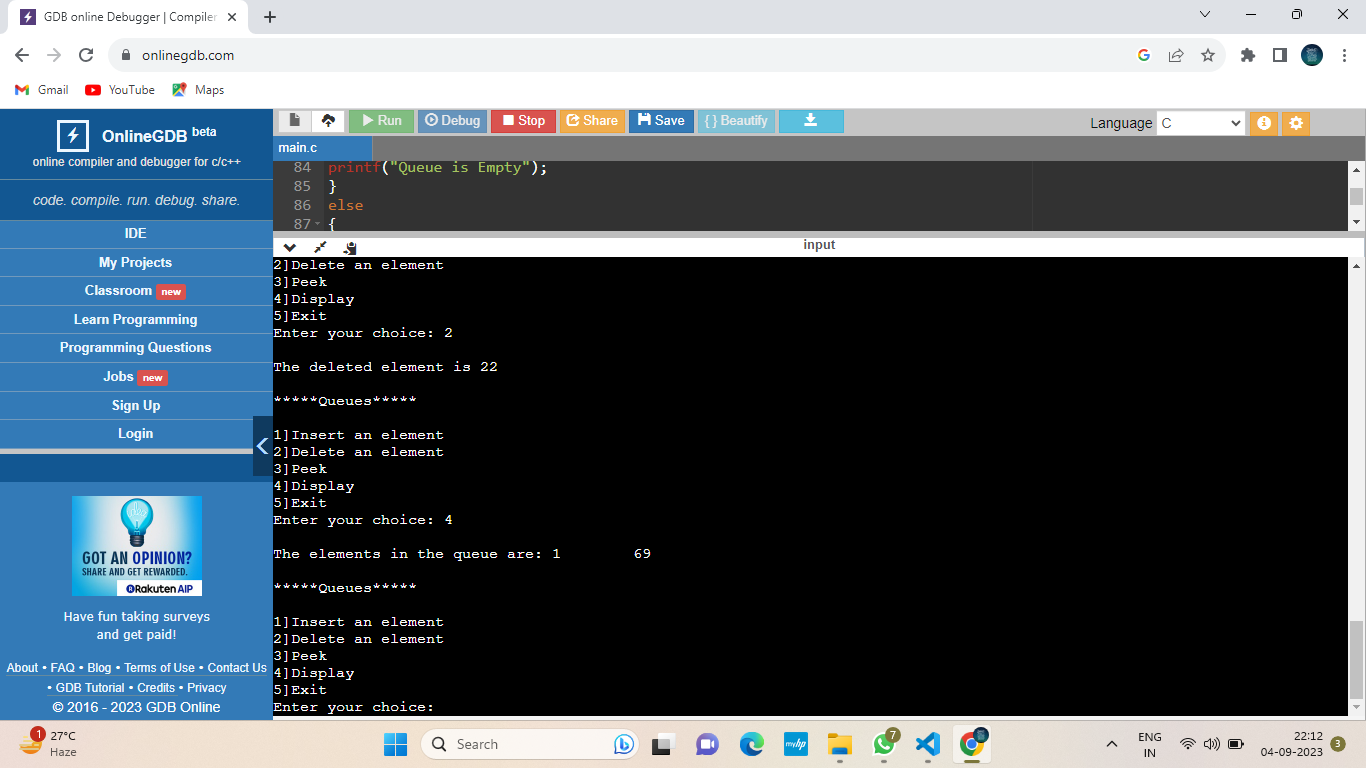 GDB online Debugger | Compiler
onlinegdb.com
Gmail YouTube Maps
OnlineGDB beta
online compiler and debugger for c/c++
code. compile. run. debug. share.
IDE
My Projects
Classroom new
Learn Programming
Programming Questions
Jobs new
Sign Up
Login
GOT AN OPINION?
SHARE AND GET REWARDED.
Rakuten AIP
Have fun taking surveys
and get paid!
About • FAQ • Blog • Terms of Use • Contact Us
• GDB Tutorial • Credits • Privacy
© 2016 - 2023 GDB Online
Run Debug Stop Share Save { } Beautify
Language C
main.c
84 printf("Queue is Empty");
85 }
86 else
87 {
input
2]Delete an element
3]Peek
4]Display
5]Exit
Enter your choice: 2
The deleted element is 22
*****Queues*****
1]Insert an element
2]Delete an element
3]Peek
4]Display
5]Exit
Enter your choice: 4
The elements in the queue are: 1 69
*****Queues*****
1]Insert an element
2]Delete an element
3]Peek
4]Display
5]Exit
Enter your choice:
1
27°C
Haze
Search
myhp
7
ENG
IN
22:12
04-09-2023
3